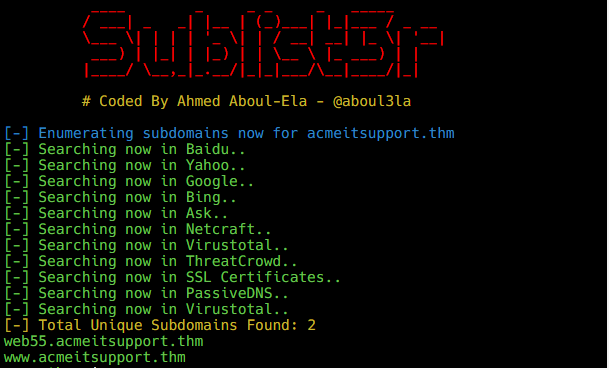 Sublist3r
# Coded By Ahmed Aboul-Ela - @aboul3la
[-] Enumerating subdomains now for acmeitsupport.thm
[-] Searching now in Baidu..
[-] Searching now in Yahoo..
[-] Searching now in Google..
[-] Searching now in Bing..
[-] Searching now in Ask..
[-] Searching now in Netcraft..
[-] Searching now in Virustotal..
[-] Searching now in ThreatCrowd..
[-] Searching now in SSL Certificates..
[-] Searching now in PassiveDNS..
[-] Searching now in Virustotal..
[-] Total Unique Subdomains Found: 2
web55.acmeitsupport.thm
www.acmeitsupport.thm